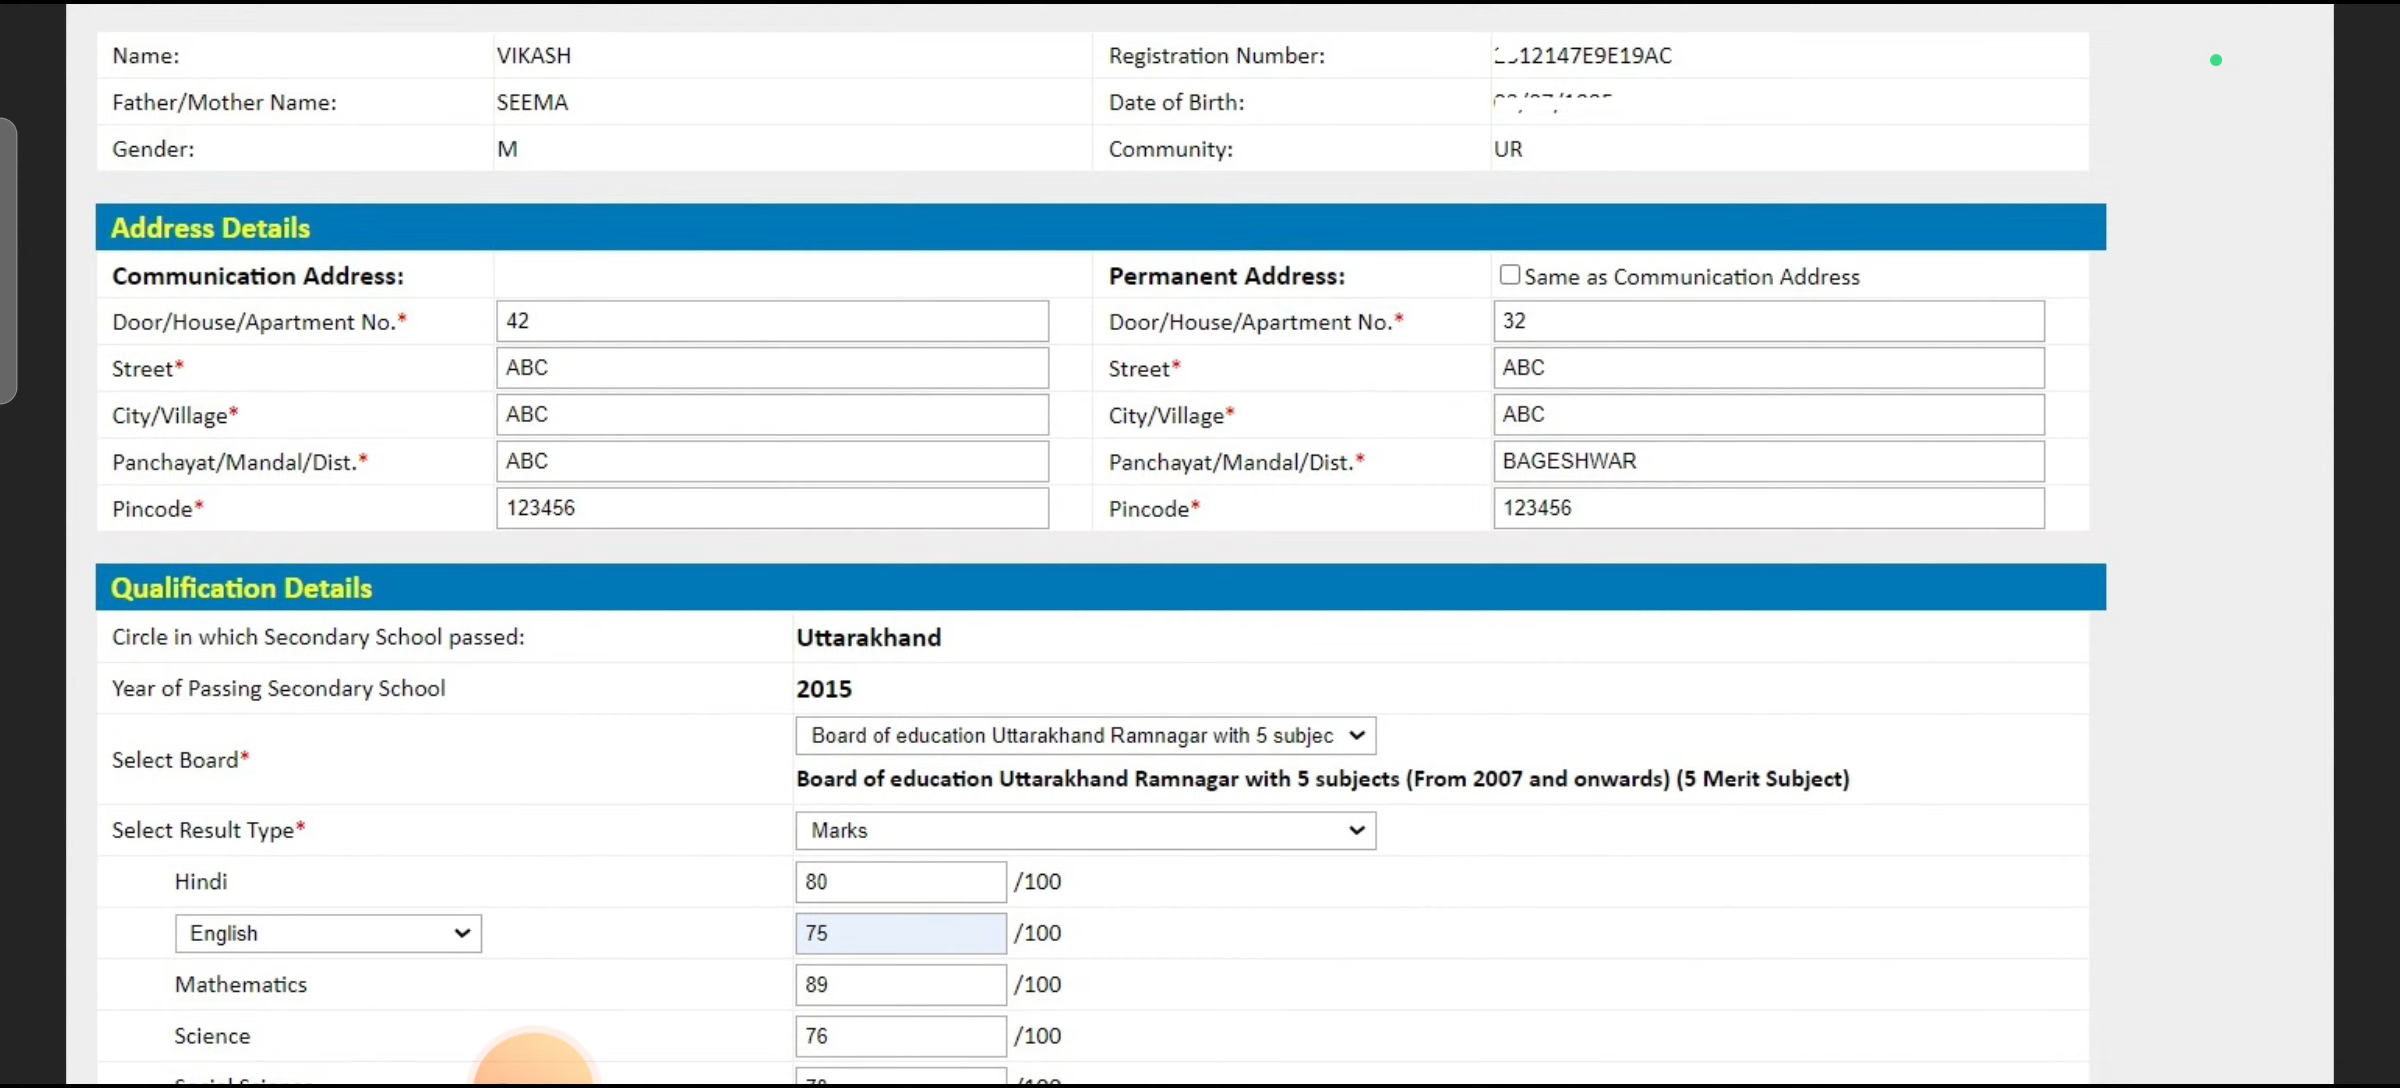 Name: VIKASH Registration Number: 12147E9E19AC
Father/Mother Name: SEEMA Date of Birth:
Gender: M Community: UR
Address Details
Communication Address: Permanent Address: Same as Communication Address
Door/House/Apartment No.* 42 Door/House/Apartment No.* 32
Street* ABC Street* ABC
City/Village* ABC City/Village* ABC
Panchayat/Mandal/Dist.* ABC Panchayat/Mandal/Dist.* BAGESHWAR
Pincode* 123456 Pincode* 123456
Qualification Details
Circle in which Secondary School passed: Uttarakhand
Year of Passing Secondary School 2015
Select Board* Board of education Uttarakhand Ramnagar with 5 subjec
Board of education Uttarakhand Ramnagar with 5 subjects (From 2007 and onwards) (5 Merit Subject)
Select Result Type* Marks
Hindi 80 /100
English 75 /100
Mathematics 89 /100
Science 76 /100